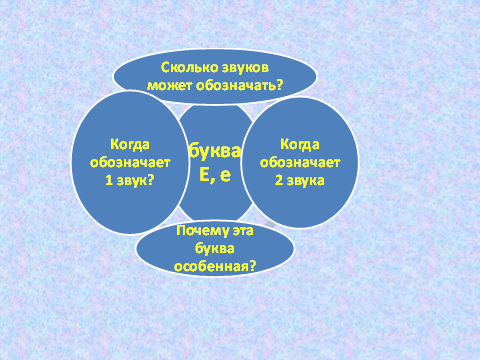 Сколько звуков
может обозначать?
Когда
обозначает
1 звук?
буква
Е, е
Когда
обозначает
2 звука
Почему эта
буква
особенная?